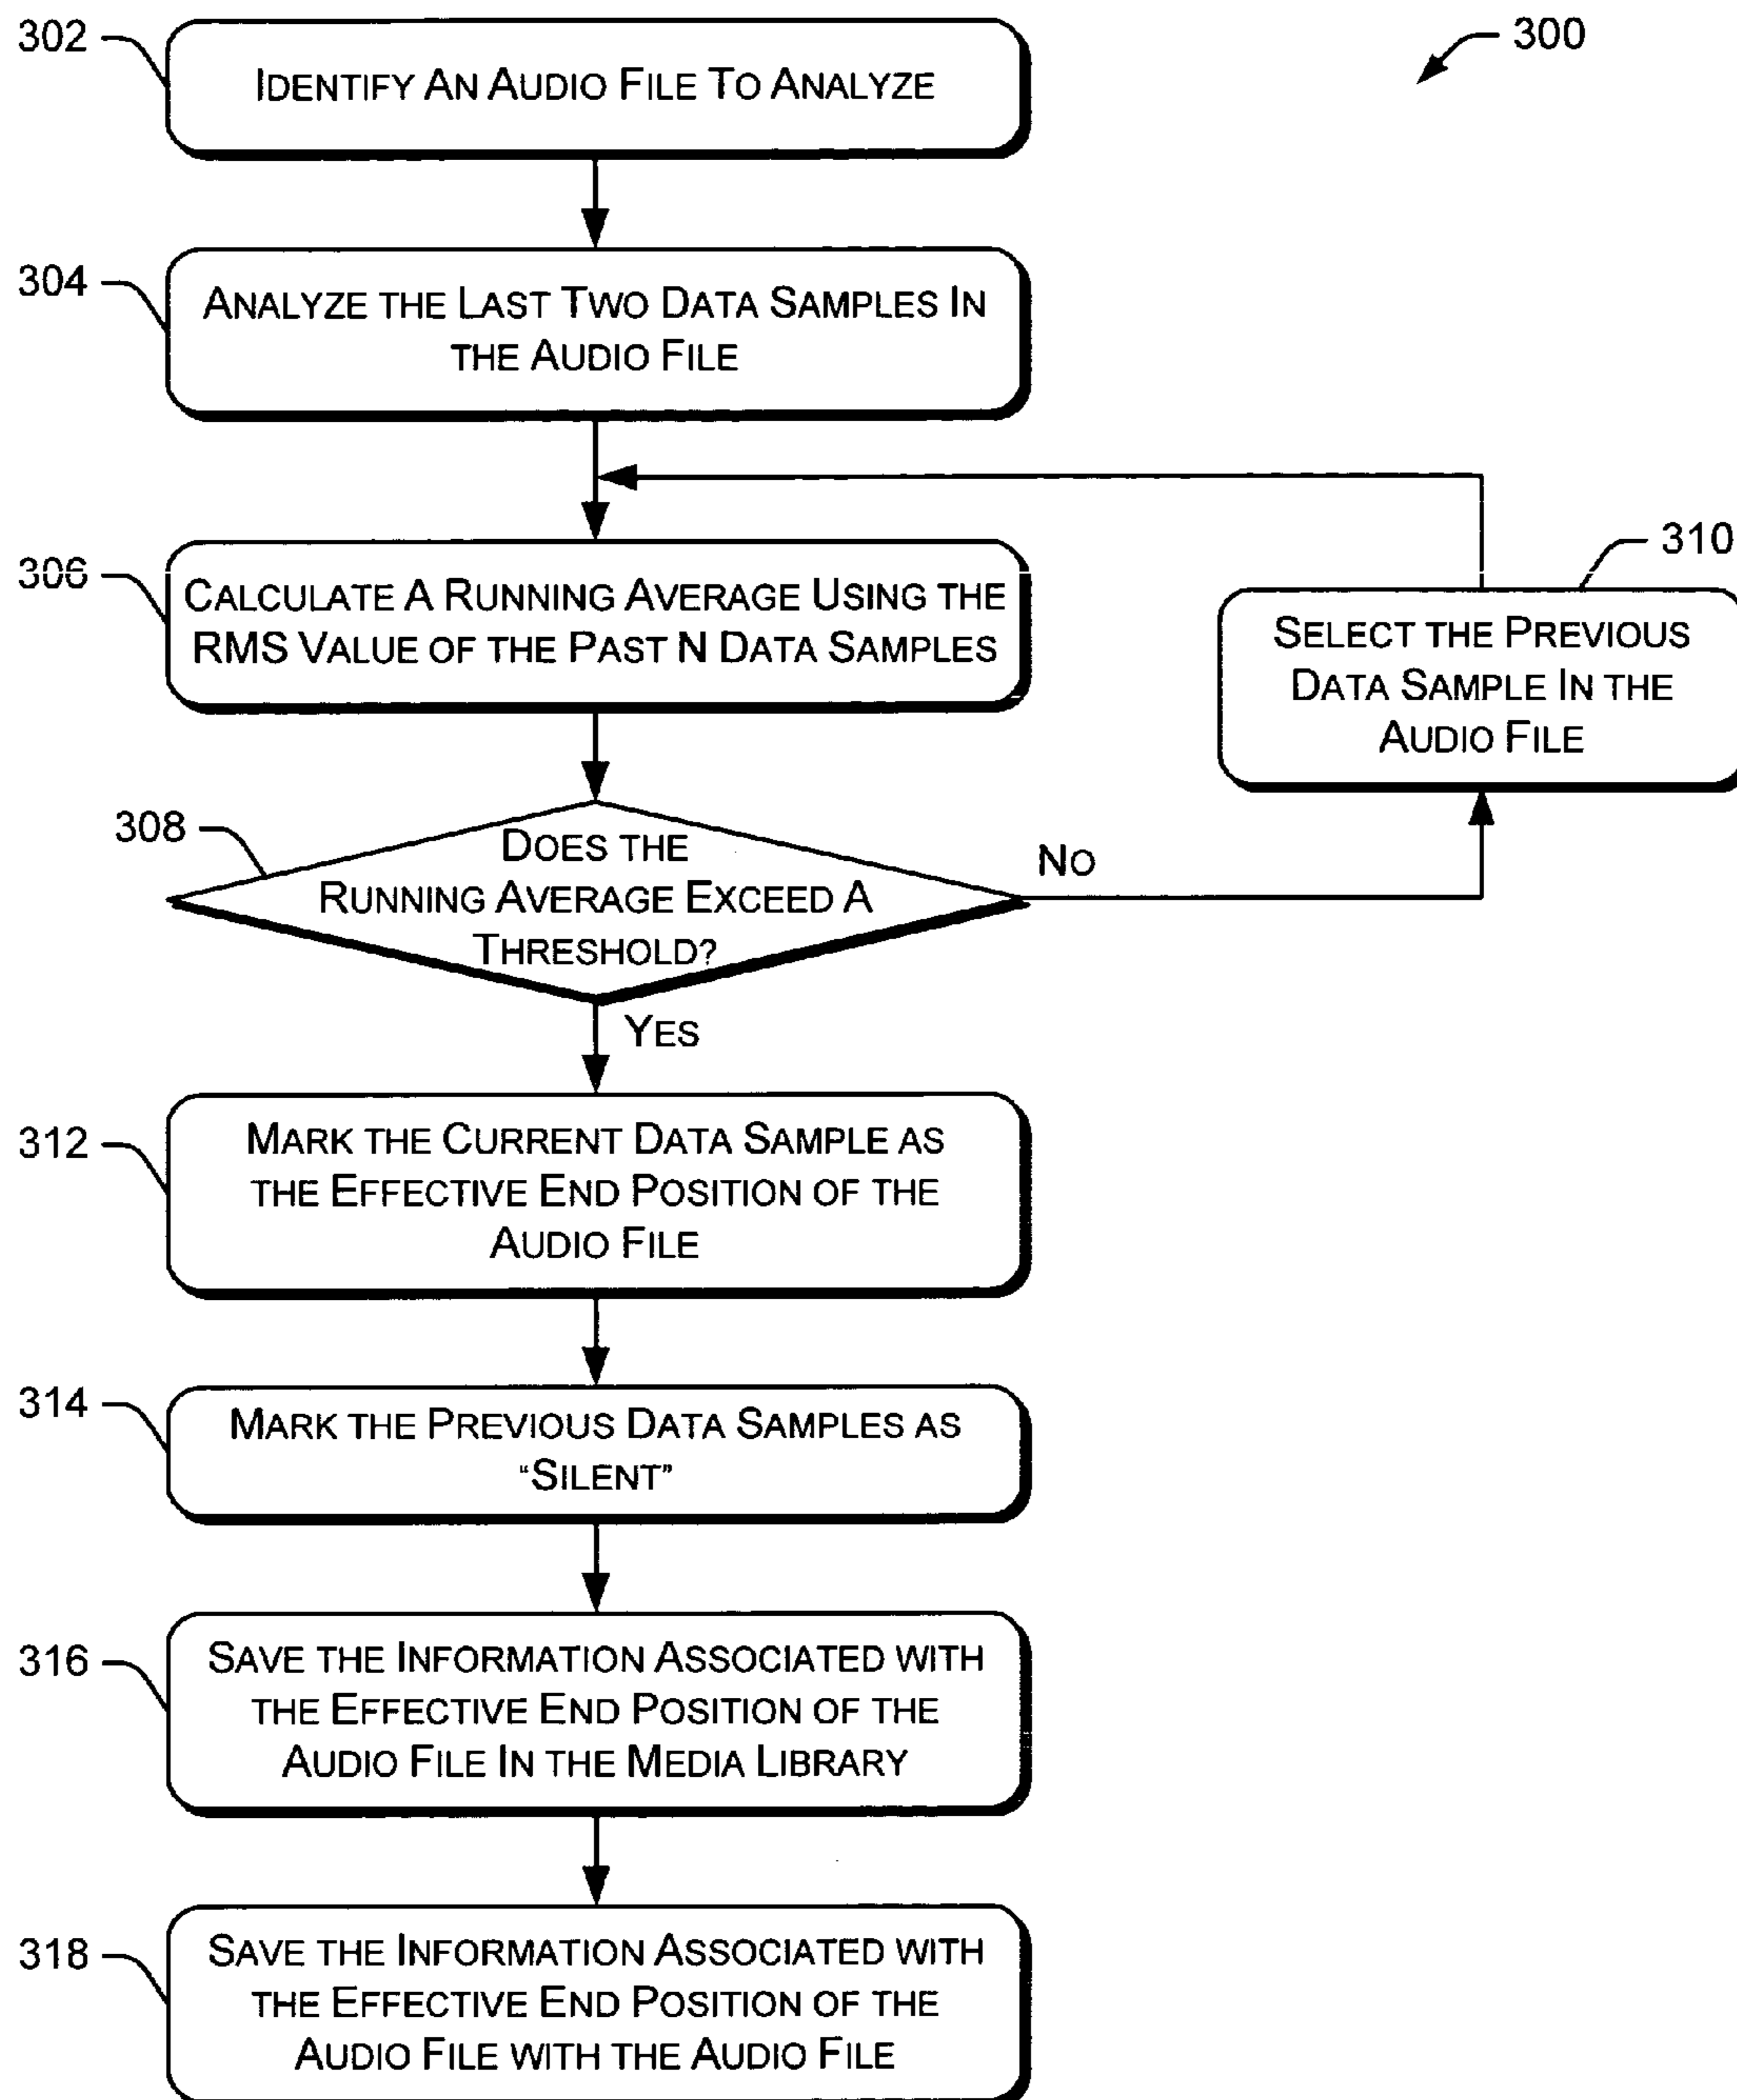 302
300
IDENTIFY AN AUDIO FILE TO ANALYZE
304
ANALYZE THE LAST TWO DATA SAMPLES IN
THE AUDIO FILE
306
CALCULATE A RUNNING AVERAGE USING THE
RMS VALUE OF THE PAST N DATA SAMPLES
310
SELECT THE PREVIOUS
DATA SAMPLE IN THE
AUDIO FILE
308
DOES THE
RUNNING AVERAGE EXCEED A
THRESHOLD?
NO
YES
312
MARK THE CURRENT DATA SAMPLE AS
THE EFFECTIVE END POSITION OF THE
AUDIO FILE
314
MARK THE PREVIOUS DATA SAMPLES AS
“SILENT”
316
SAVE THE INFORMATION ASSOCIATED WITH
THE EFFECTIVE END POSITION OF THE
AUDIO FILE IN THE MEDIA LIBRARY
318
SAVE THE INFORMATION ASSOCIATED WITH
THE EFFECTIVE END POSITION OF THE
AUDIO FILE WITH THE AUDIO FILE